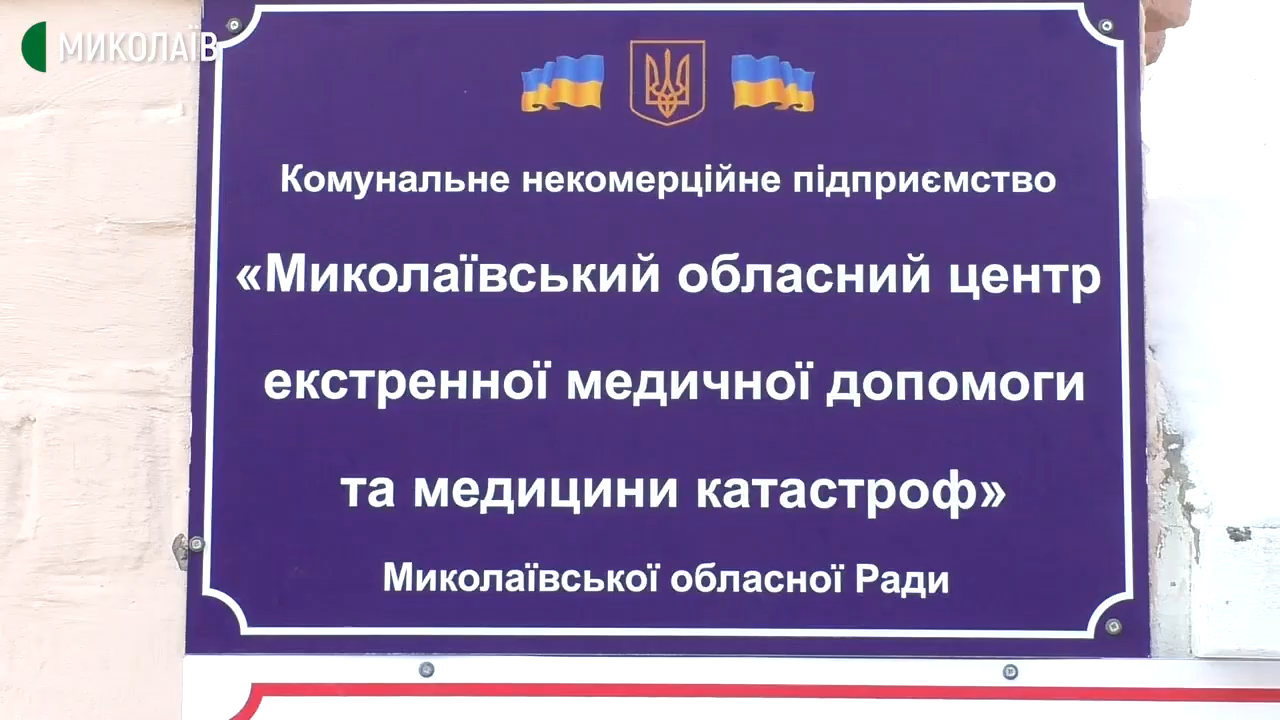 МИКОЛАЇВ
Комунальне некомерційне підприємство
«Миколаївський обласний центр
екстренної медичної допомоги
та медицини катастроф»
Миколаївської обласної Ради